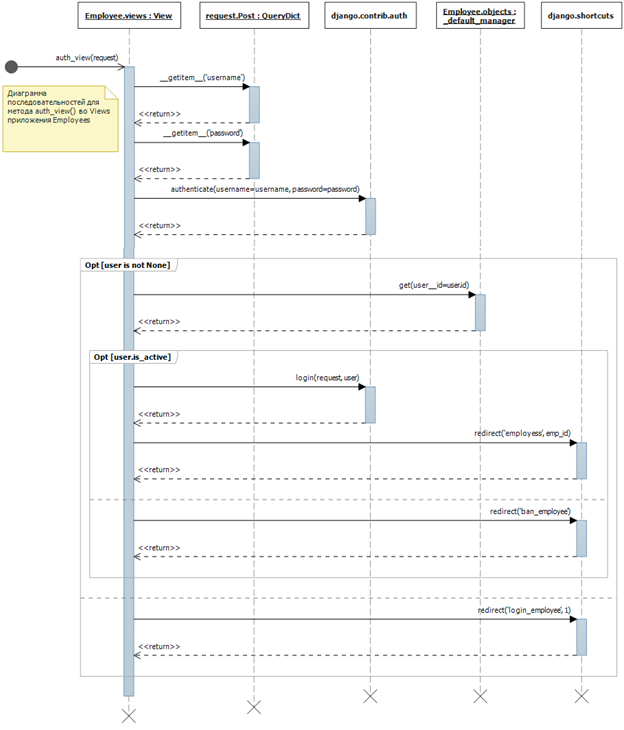 Employee.views : View
request.Post : QueryDict
django.contrib.auth
Employee.objects :
_default_manager
django.shortcuts
auth_view(request)
Диаграмма
последовательностей для
метода auth_view() во Views
приложения Employees
__getitem__('username')
<<return>>
__getitem__('password')
<<return>>
authenticate(username=username, password=password)
<<return>>
Opt [user is not None]
get(user__id=user.id)
<<return>>
Opt [user.is_active]
login(request, user)
<<return>>
redirect('employess', emp_id)
<<return>>
redirect('ban_employee')
<<return>>
redirect('login_employee', 1)
<<return>>